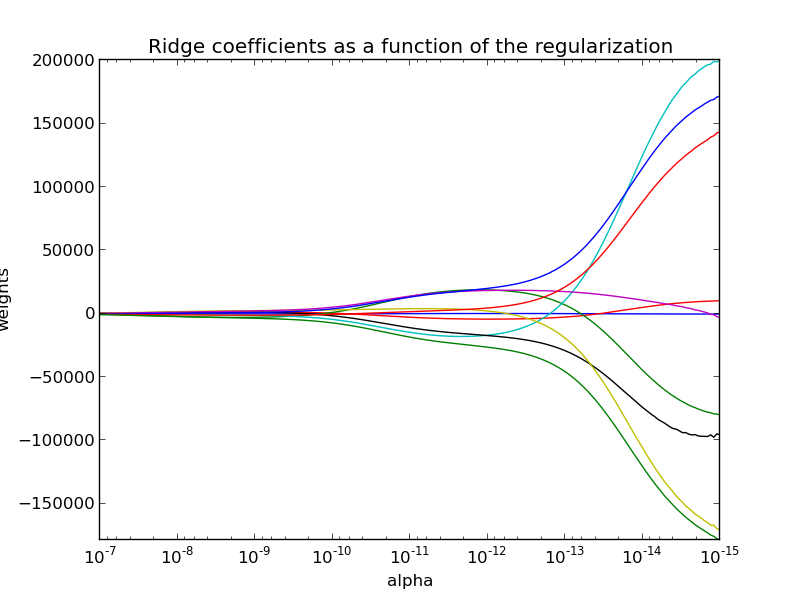 Ridge coefficients as a function of the regularization
200000
150000
100000
50000
0
−50000
−100000
−150000
weights
10^-7 10^-8 10^-9 10^-10 10^-11 10^-12 10^-13 10^-14 10^-15
alpha